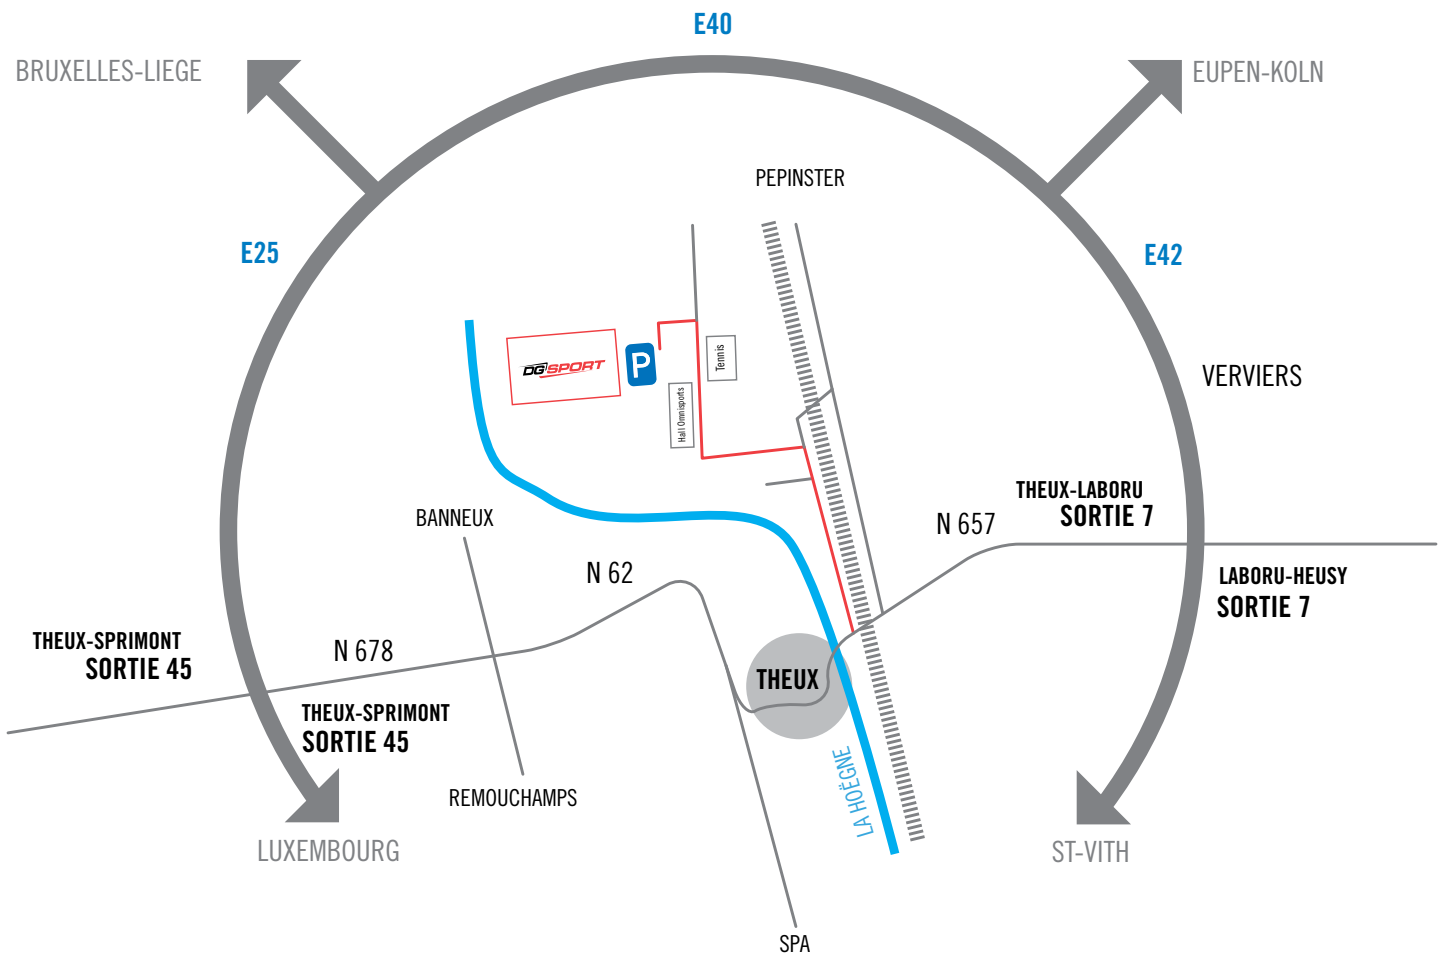 E40
BRUXELLES-LIEGE
EUPEN-KOLN
PEPINSTER
E25
E42
DG SPORT
P
Tennis
Hall Omnisports
VERVIERS
THEUX-LABORU
SORTIE 7
N 657
BANNEUX
N 62
LABORU-HEUSY
SORTIE 7
THEUX-SPRIMONT
SORTIE 45
N 678
THEUX
THEUX-SPRIMONT
SORTIE 45
LA HOËGNE
REMOUCHAMPS
LUXEMBOURG
ST-VITH
SPA